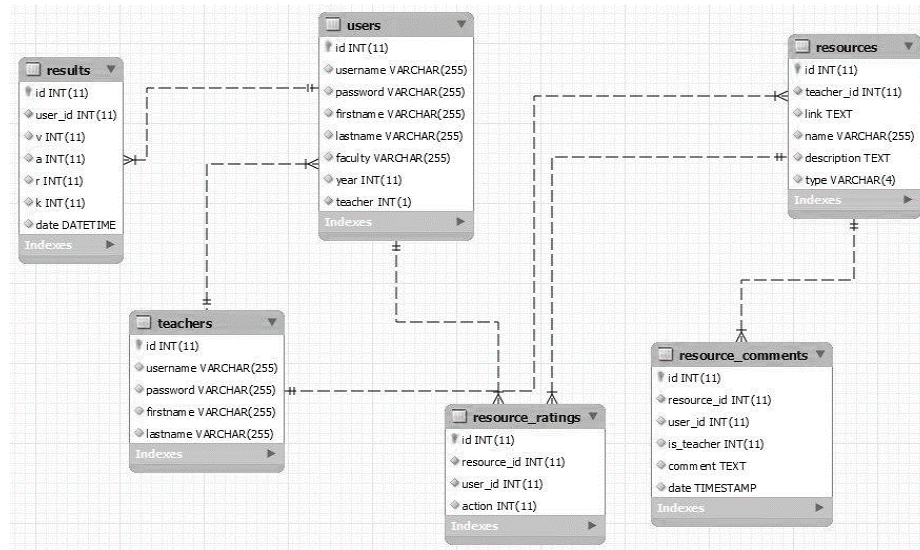 users
id INT(11)
username VARCHAR(255)
password VARCHAR(255)
firstname VARCHAR(255)
lastname VARCHAR(255)
faculty VARCHAR(255)
year INT(11)
teacher INT(1)
Indexes
resources
id INT(11)
teacher_id INT(11)
link TEXT
name VARCHAR(255)
description TEXT
type VARCHAR(4)
Indexes
results
id INT(11)
user_id INT(11)
v INT(11)
a INT(11)
r INT(11)
k INT(11)
date DATETIME
Indexes
teachers
id INT(11)
username VARCHAR(255)
password VARCHAR(255)
firstname VARCHAR(255)
lastname VARCHAR(255)
Indexes
resource_comments
id INT(11)
resource_id INT(11)
user_id INT(11)
is_teacher INT(11)
comment TEXT
date TIMESTAMP
Indexes
resource_ratings
id INT(11)
resource_id INT(11)
user_id INT(11)
action INT(11)
Indexes